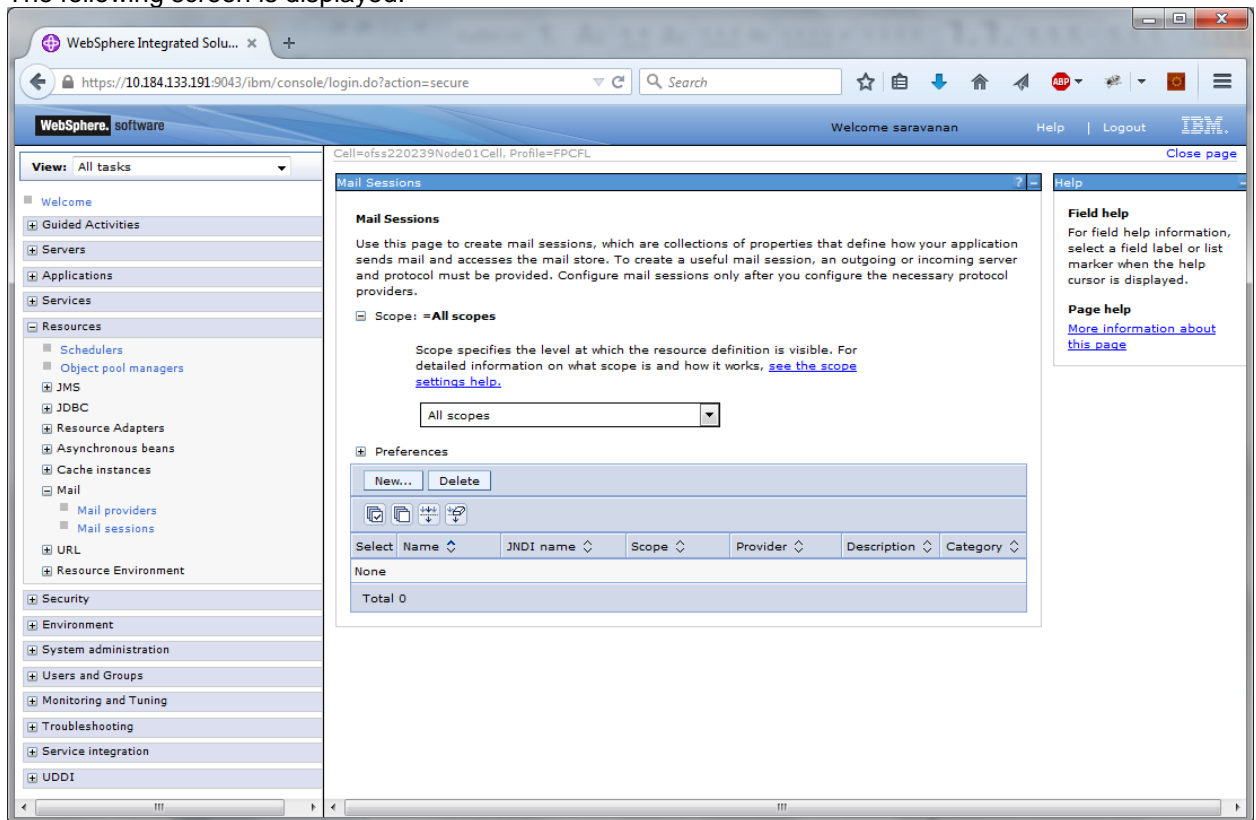 The following screen is displayed:
WebSphere Integrated Solu... × +
https://10.184.133.191:9043/ibm/console/login.do?action=secure
Search
ABP
WebSphere. software
Welcome saravanan
Help | Logout
IBM.
View: All tasks
Cell=ofss220239Node01Cell, Profile=FPCFL
Close page
Welcome
Guided Activities
Servers
Applications
Services
Resources
Schedulers
Object pool managers
JMS
JDBC
Resource Adapters
Asynchronous beans
Cache instances
Mail
Mail providers
Mail sessions
URL
Resource Environment
Security
Environment
System administration
Users and Groups
Monitoring and Tuning
Troubleshooting
Service integration
UDDI
Mail Sessions
? –
Mail Sessions
Use this page to create mail sessions, which are collections of properties that define how your application
sends mail and accesses the mail store. To create a useful mail session, an outgoing or incoming server
and protocol must be provided. Configure mail sessions only after you configure the necessary protocol
providers.
Scope: =All scopes
Scope specifies the level at which the resource definition is visible. For
detailed information on what scope is and how it works, see the scope
settings help.
All scopes
Preferences
New... Delete
Select Name JNDI name Scope Provider Description Category
None
Total 0
Help
Field help
For field help information,
select a field label or list
marker when the help
cursor is displayed.
Page help
More information about
this page